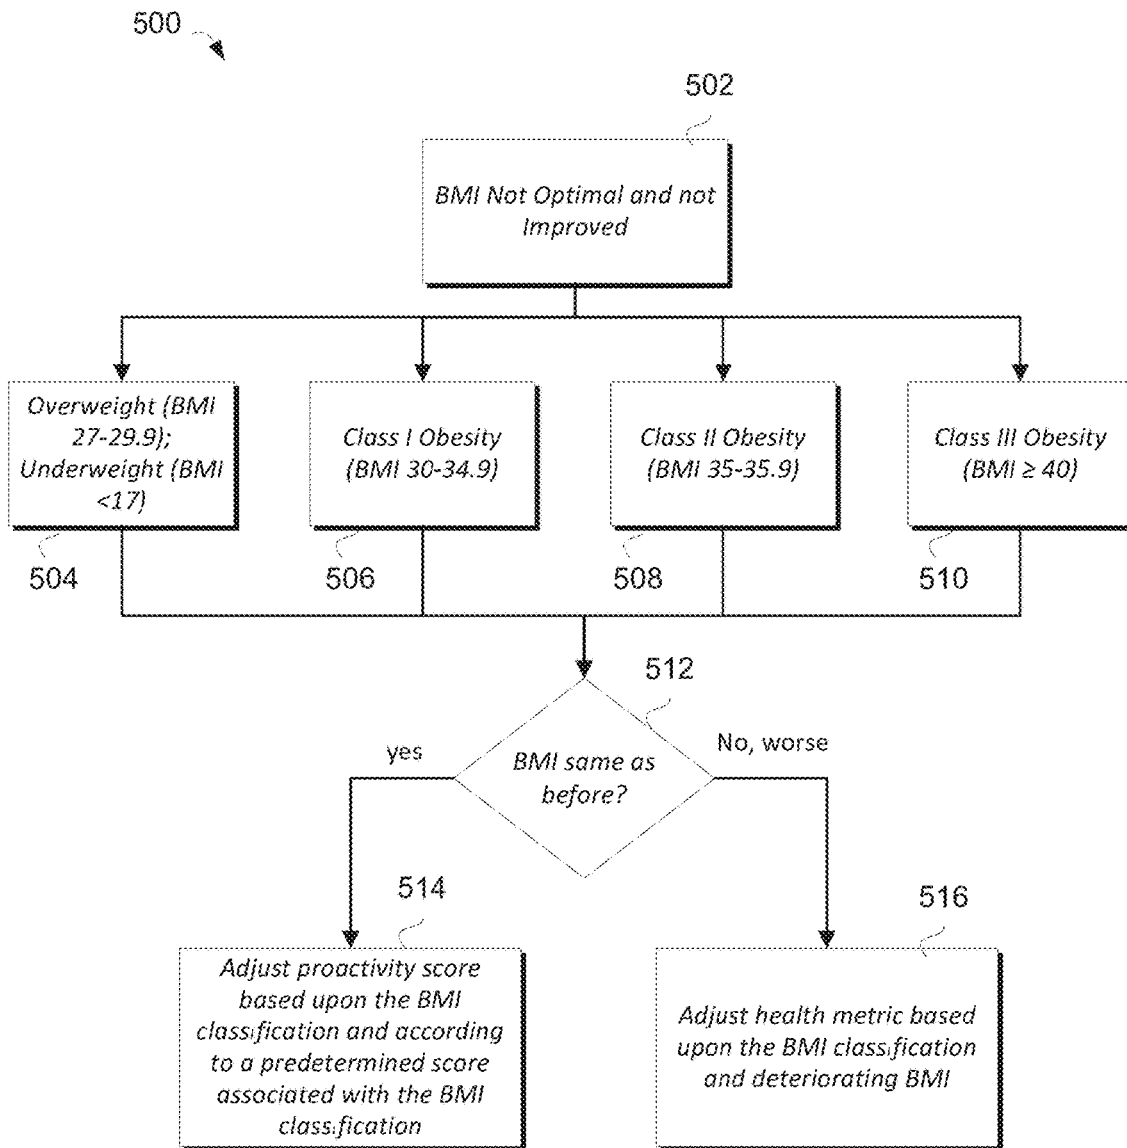 500
502
BMI Not Optimal and not
Improved
Overweight (BMI
27-29.9);
Underweight (BMI
<17)
Class I Obesity
(BMI 30-34.9)
Class II Obesity
(BMI 35-35.9)
Class III Obesity
(BMI ≥ 40)
504
506
508
510
512
yes
No, worse
BMI same as
before?
514
516
Adjust proactivity score
based upon the BMI
classification and according
to a predetermined score
associated with the BMI
classification
Adjust health metric based
upon the BMI classification
and deteriorating BMI